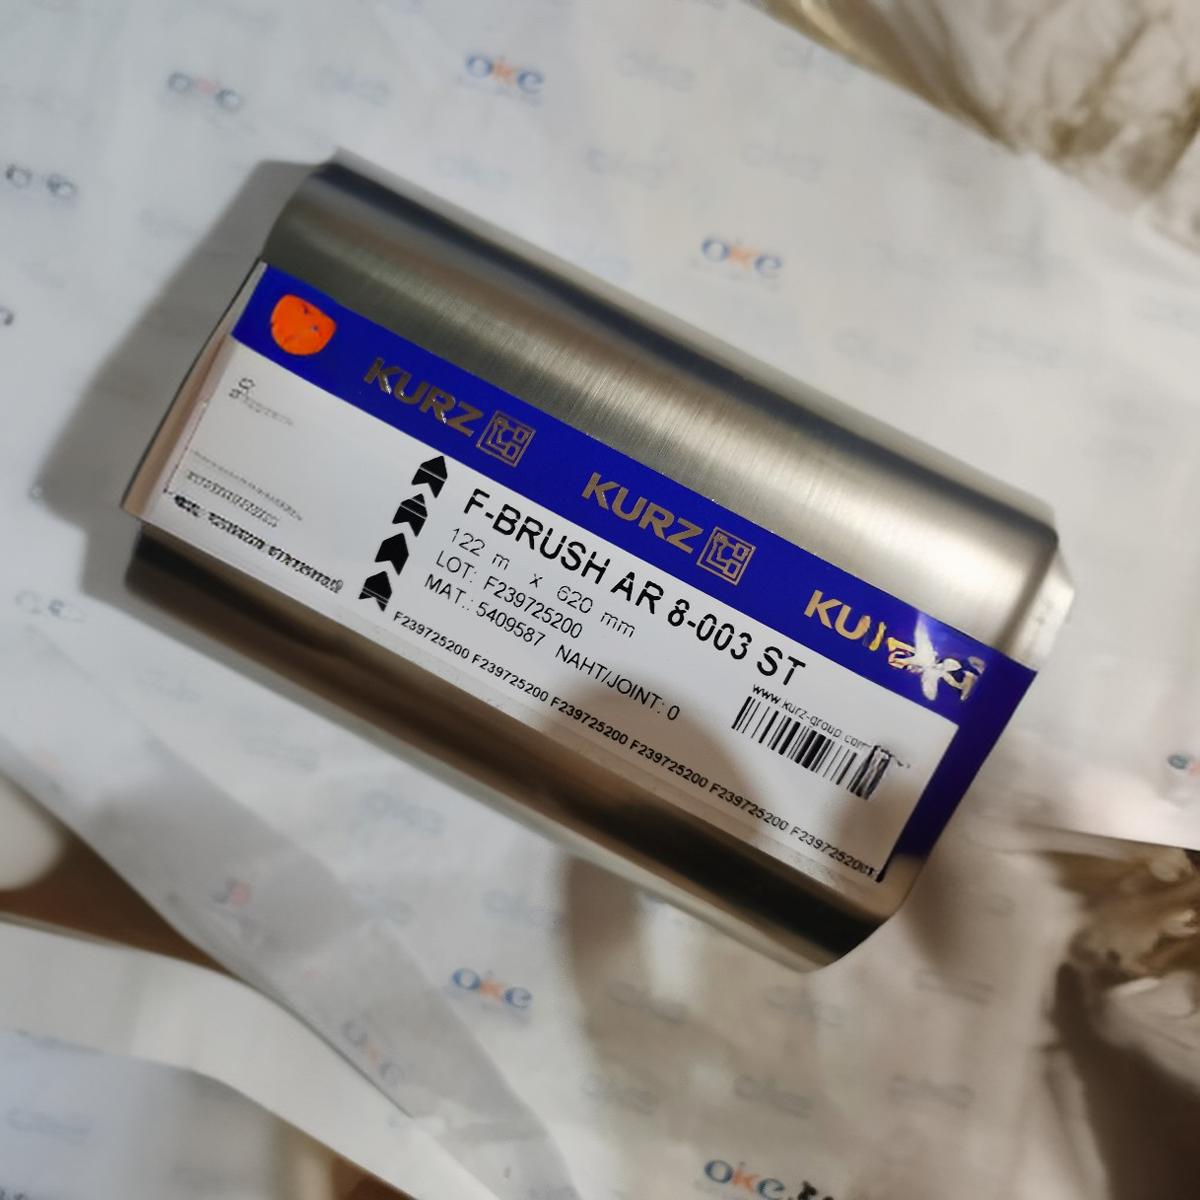 KURZ KURZ KURZ
F-BRUSH AR 8-003 ST
122 m x 620 mm
LOT: F239725200
MAT.: 5409587 NAHT/JOINT: 0
www.kurz-group.com
F239725200 F239725200 F239725200 F239725200 F239725200 F239725200
oke
oke
oke
oke